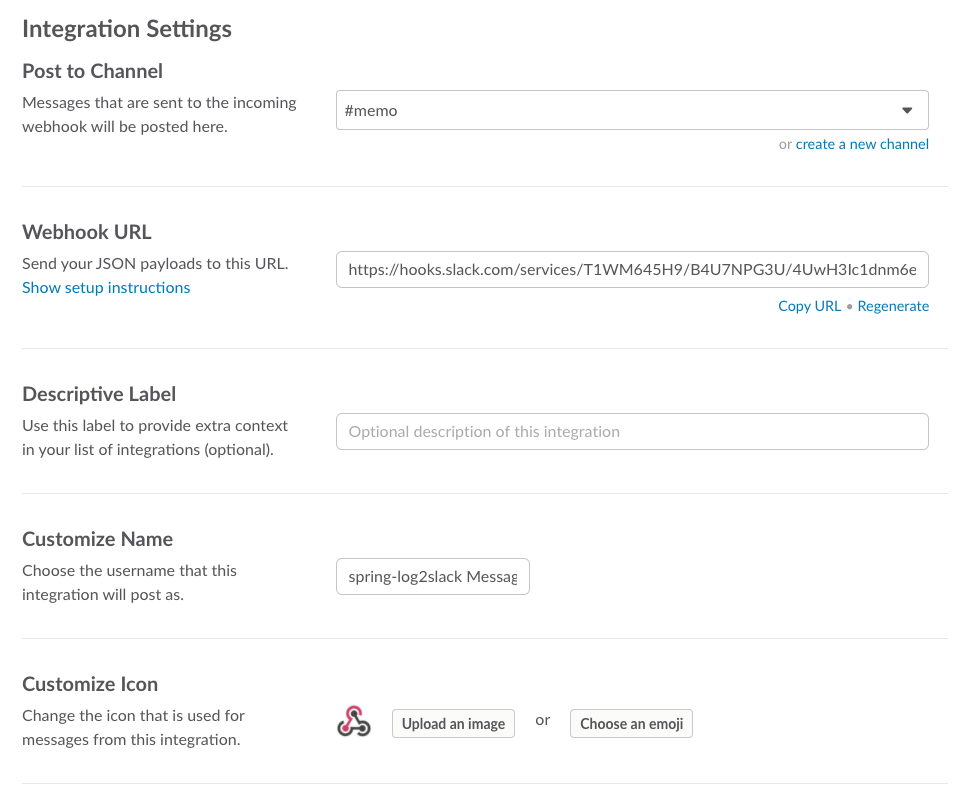 Integration Settings
Post to Channel
Messages that are sent to the incoming
webhook will be posted here.
#memo
or create a new channel
Webhook URL
Send your JSON payloads to this URL.
Show setup instructions
https://hooks.slack.com/services/T1WM645H9/B4U7NPG3U/4UwH3Ic1dnm6e
Copy URL • Regenerate
Descriptive Label
Use this label to provide extra context
in your list of integrations (optional).
Optional description of this integration
Customize Name
Choose the username that this
integration will post as.
spring-log2slack Messag
Customize Icon
Change the icon that is used for
messages from this integration.
Upload an image
or
Choose an emoji